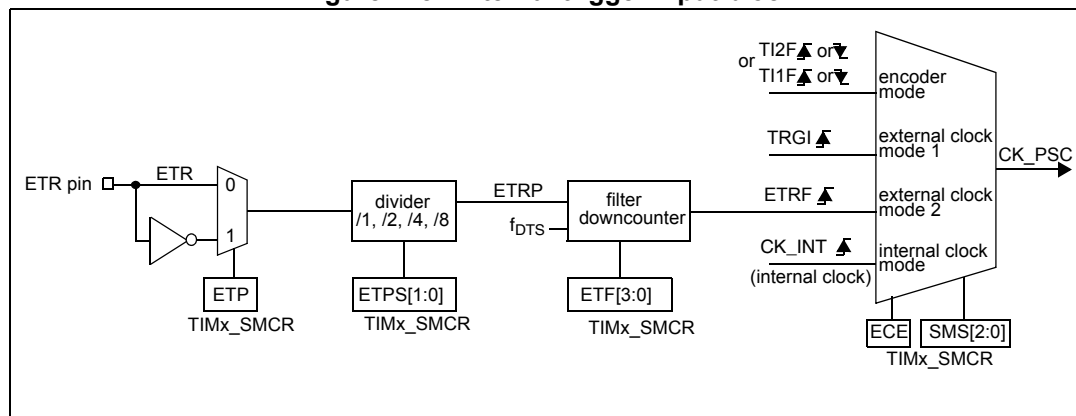 or TI2F or
TI1F or
encoder
mode
TRGI
external clock
mode 1
CK_PSC
ETR pin
ETR
0
1
divider
/1, /2, /4, /8
ETRP
fDTS
filter
downcounter
ETRF
external clock
mode 2
CK_INT
(internal clock)
internal clock
mode
ETP
TIMx_SMCR
ETPS[1:0]
TIMx_SMCR
ETF[3:0]
TIMx_SMCR
ECE
SMS[2:0]
TIMx_SMCR